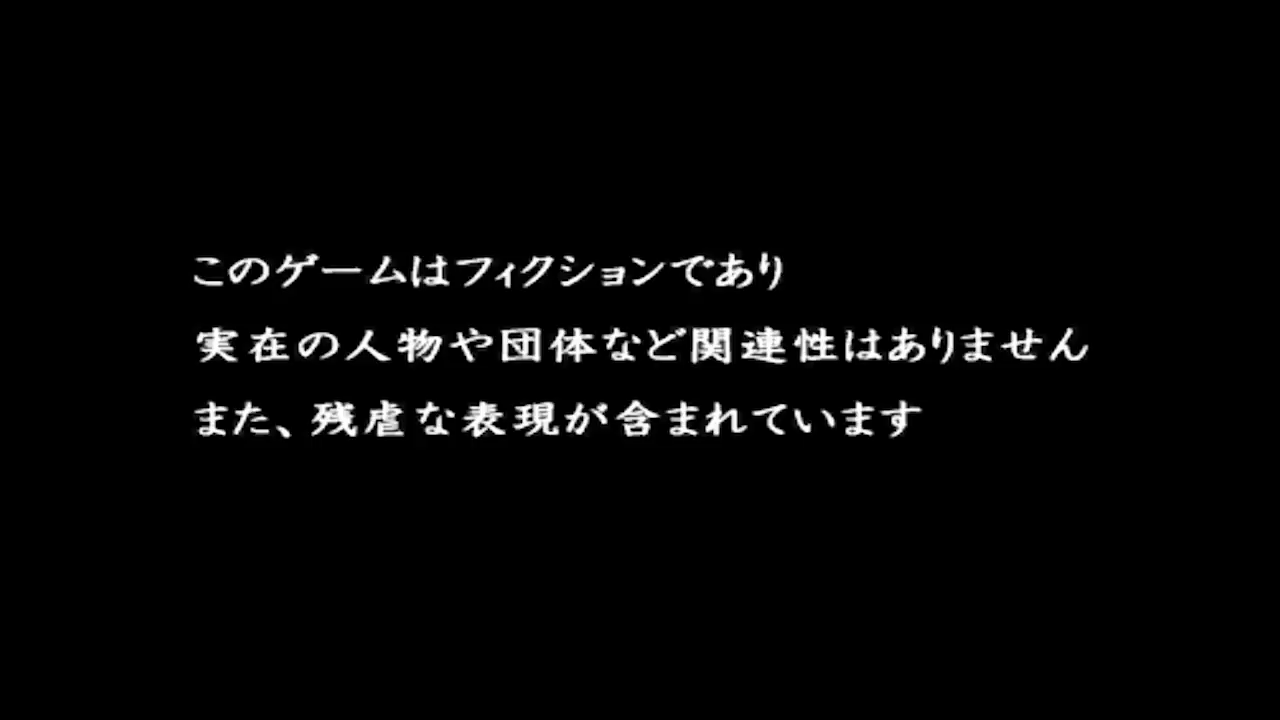 このゲームはフィクションであり
実在の人物や団体など関連性はありません
また、残虐な表現が含まれています